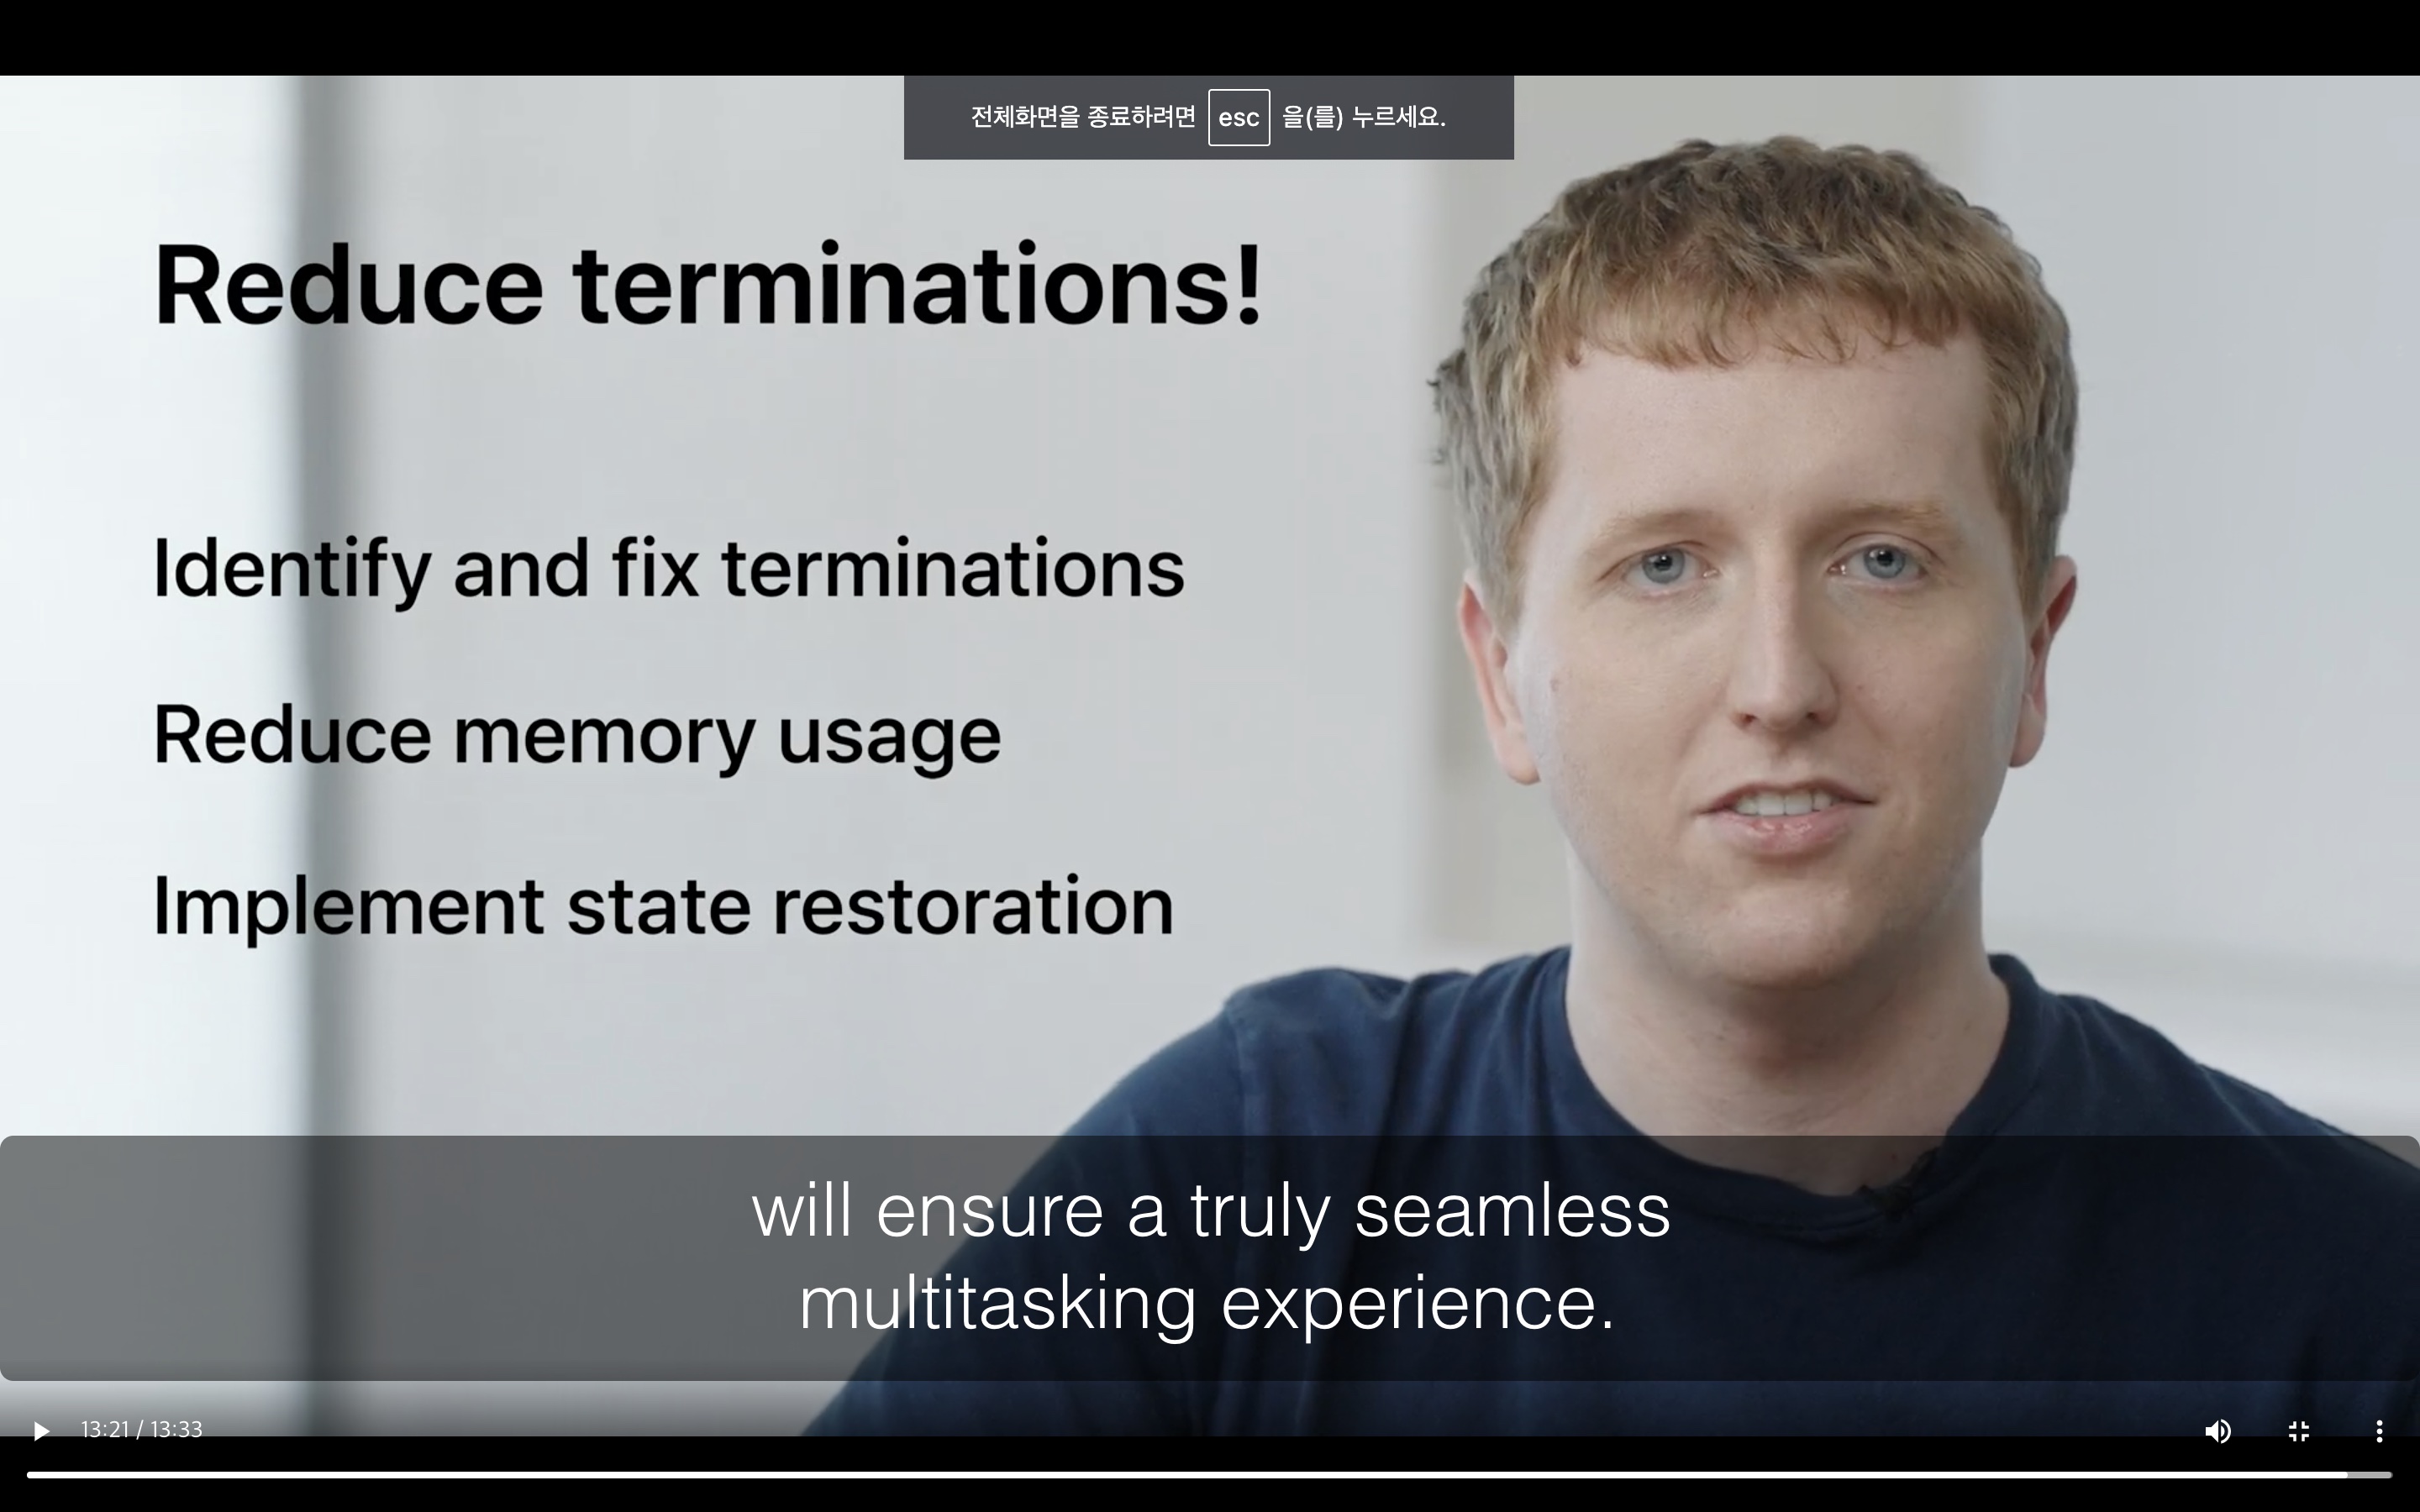 전체화면을 종료하려면 esc 을(를) 누르세요.
Reduce terminations!
Identify and fix terminations
Reduce memory usage
Implement state restoration
will ensure a truly seamless
multitasking experience.
13:21 / 13:33